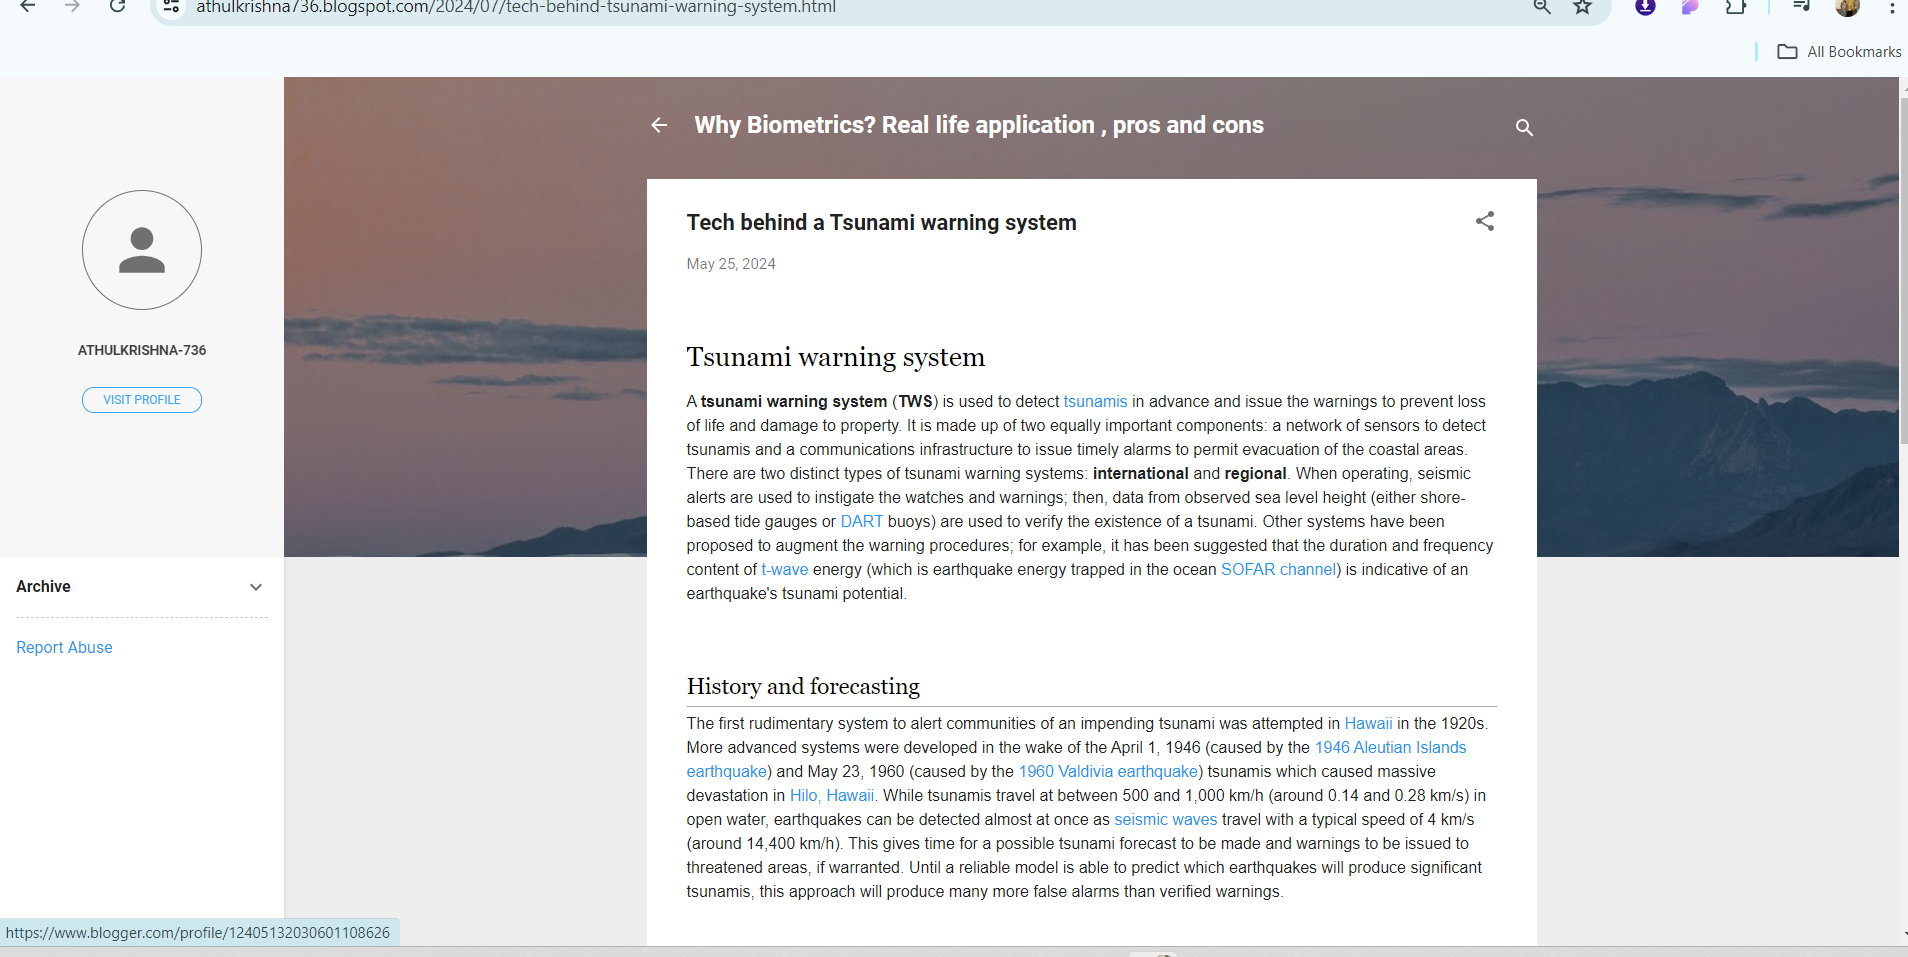 athulkrishna736.blogspot.com/2024/07/tech-behind-tsunami-warning-system.html
All Bookmarks
Why Biometrics? Real life application , pros and cons
ATHULKRISHNA-736
VISIT PROFILE
Archive
Report Abuse
Tech behind a Tsunami warning system
May 25, 2024
Tsunami warning system
A tsunami warning system (TWS) is used to detect tsunamis in advance and issue the warnings to prevent loss
of life and damage to property. It is made up of two equally important components: a network of sensors to detect
tsunamis and a communications infrastructure to issue timely alarms to permit evacuation of the coastal areas.
There are two distinct types of tsunami warning systems: international and regional. When operating, seismic
alerts are used to instigate the watches and warnings; then, data from observed sea level height (either shore-
based tide gauges or DART buoys) are used to verify the existence of a tsunami. Other systems have been
proposed to augment the warning procedures; for example, it has been suggested that the duration and frequency
content of t-wave energy (which is earthquake energy trapped in the ocean SOFAR channel) is indicative of an
earthquake's tsunami potential.
History and forecasting
The first rudimentary system to alert communities of an impending tsunami was attempted in Hawaii in the 1920s.
More advanced systems were developed in the wake of the April 1, 1946 (caused by the 1946 Aleutian Islands
earthquake) and May 23, 1960 (caused by the 1960 Valdivia earthquake) tsunamis which caused massive
devastation in Hilo, Hawaii. While tsunamis travel at between 500 and 1,000 km/h (around 0.14 and 0.28 km/s) in
open water, earthquakes can be detected almost at once as seismic waves travel with a typical speed of 4 km/s
(around 14,400 km/h). This gives time for a possible tsunami forecast to be made and warnings to be issued to
threatened areas, if warranted. Until a reliable model is able to predict which earthquakes will produce significant
tsunamis, this approach will produce many more false alarms than verified warnings.
https://www.blogger.com/profile/12405132030601108626